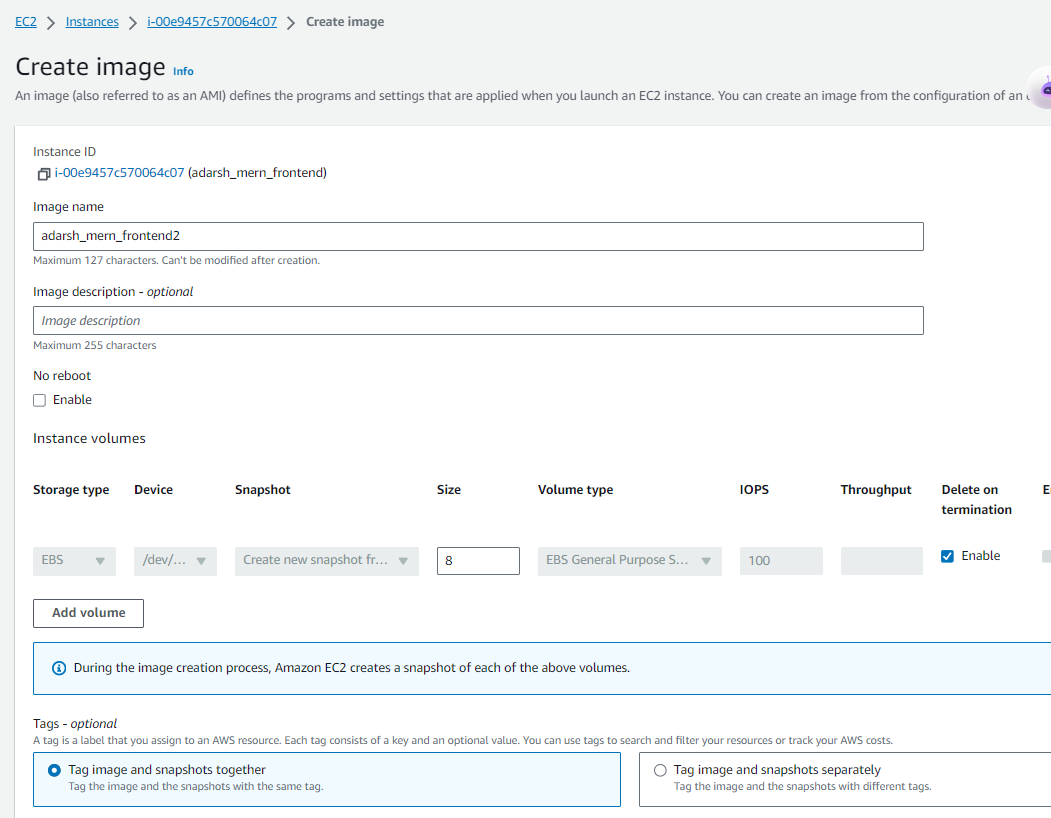 EC2 > Instances > i-00e9457c570064c07 > Create image
Create image Info
An image (also referred to as an AMI) defines the programs and settings that are applied when you launch an EC2 instance. You can create an image from the configuration of an
Instance ID
i-00e9457c570064c07 (adarsh_mern_frontend)
Image name
adarsh_mern_frontend2
Maximum 127 characters. Can't be modified after creation.
Image description - optional
Image description
Maximum 255 characters
No reboot
Enable
Instance volumes
Storage type Device Snapshot Size Volume type IOPS Throughput Delete on termination
EBS /dev/... Create new snapshot fr... 8 EBS General Purpose S... 100 Enable
Add volume
During the image creation process, Amazon EC2 creates a snapshot of each of the above volumes.
Tags - optional
A tag is a label that you assign to an AWS resource. Each tag consists of a key and an optional value. You can use tags to search and filter your resources or track your AWS costs.
Tag image and snapshots together
Tag the image and the snapshots with the same tag.
Tag image and snapshots separately
Tag the image and the snapshots with different tags.